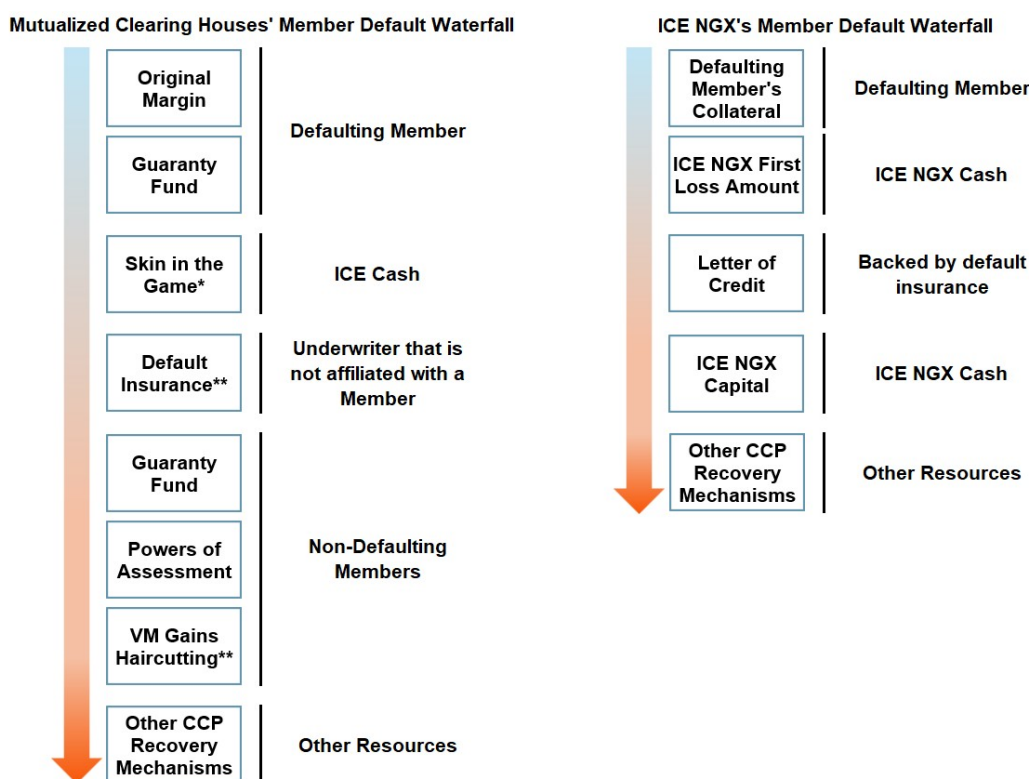 Mutualized Clearing Houses' Member Default Waterfall
Original
Margin
Guaranty
Fund
Defaulting Member
Skin in the
Game*
ICE Cash
Default
Insurance**
Underwriter that is
not affiliated with a
Member
Guaranty
Fund
Powers of
Assessment
VM Gains
Haircutting**
Non-Defaulting
Members
Other CCP
Recovery
Mechanisms
Other Resources
ICE NGX's Member Default Waterfall
Defaulting
Member's
Collateral
Defaulting Member
ICE NGX First
Loss Amount
ICE NGX Cash
Letter of
Credit
Backed by default
insurance
ICE NGX
Capital
ICE NGX Cash
Other CCP
Recovery
Mechanisms
Other Resources